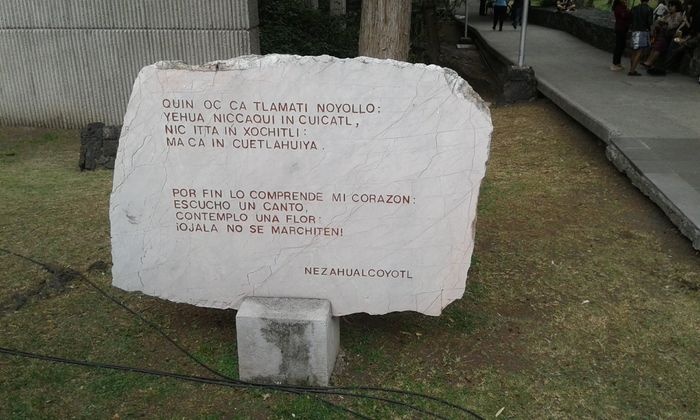 QUIN OC CA TLAMATI NOYOLLO:
YEHUA NICCAQUI IN CUICATL,
NIC ITTA IN XOCHITLI:
MA CA IN CUETLAHUIYA.
POR FIN LO COMPRENDE MI CORAZON:
ESCUCHO UN CANTO,
CONTEMPLO UNA FLOR:
¡OJALA NO SE MARCHITEN!
NEZAHUALCOYOTL